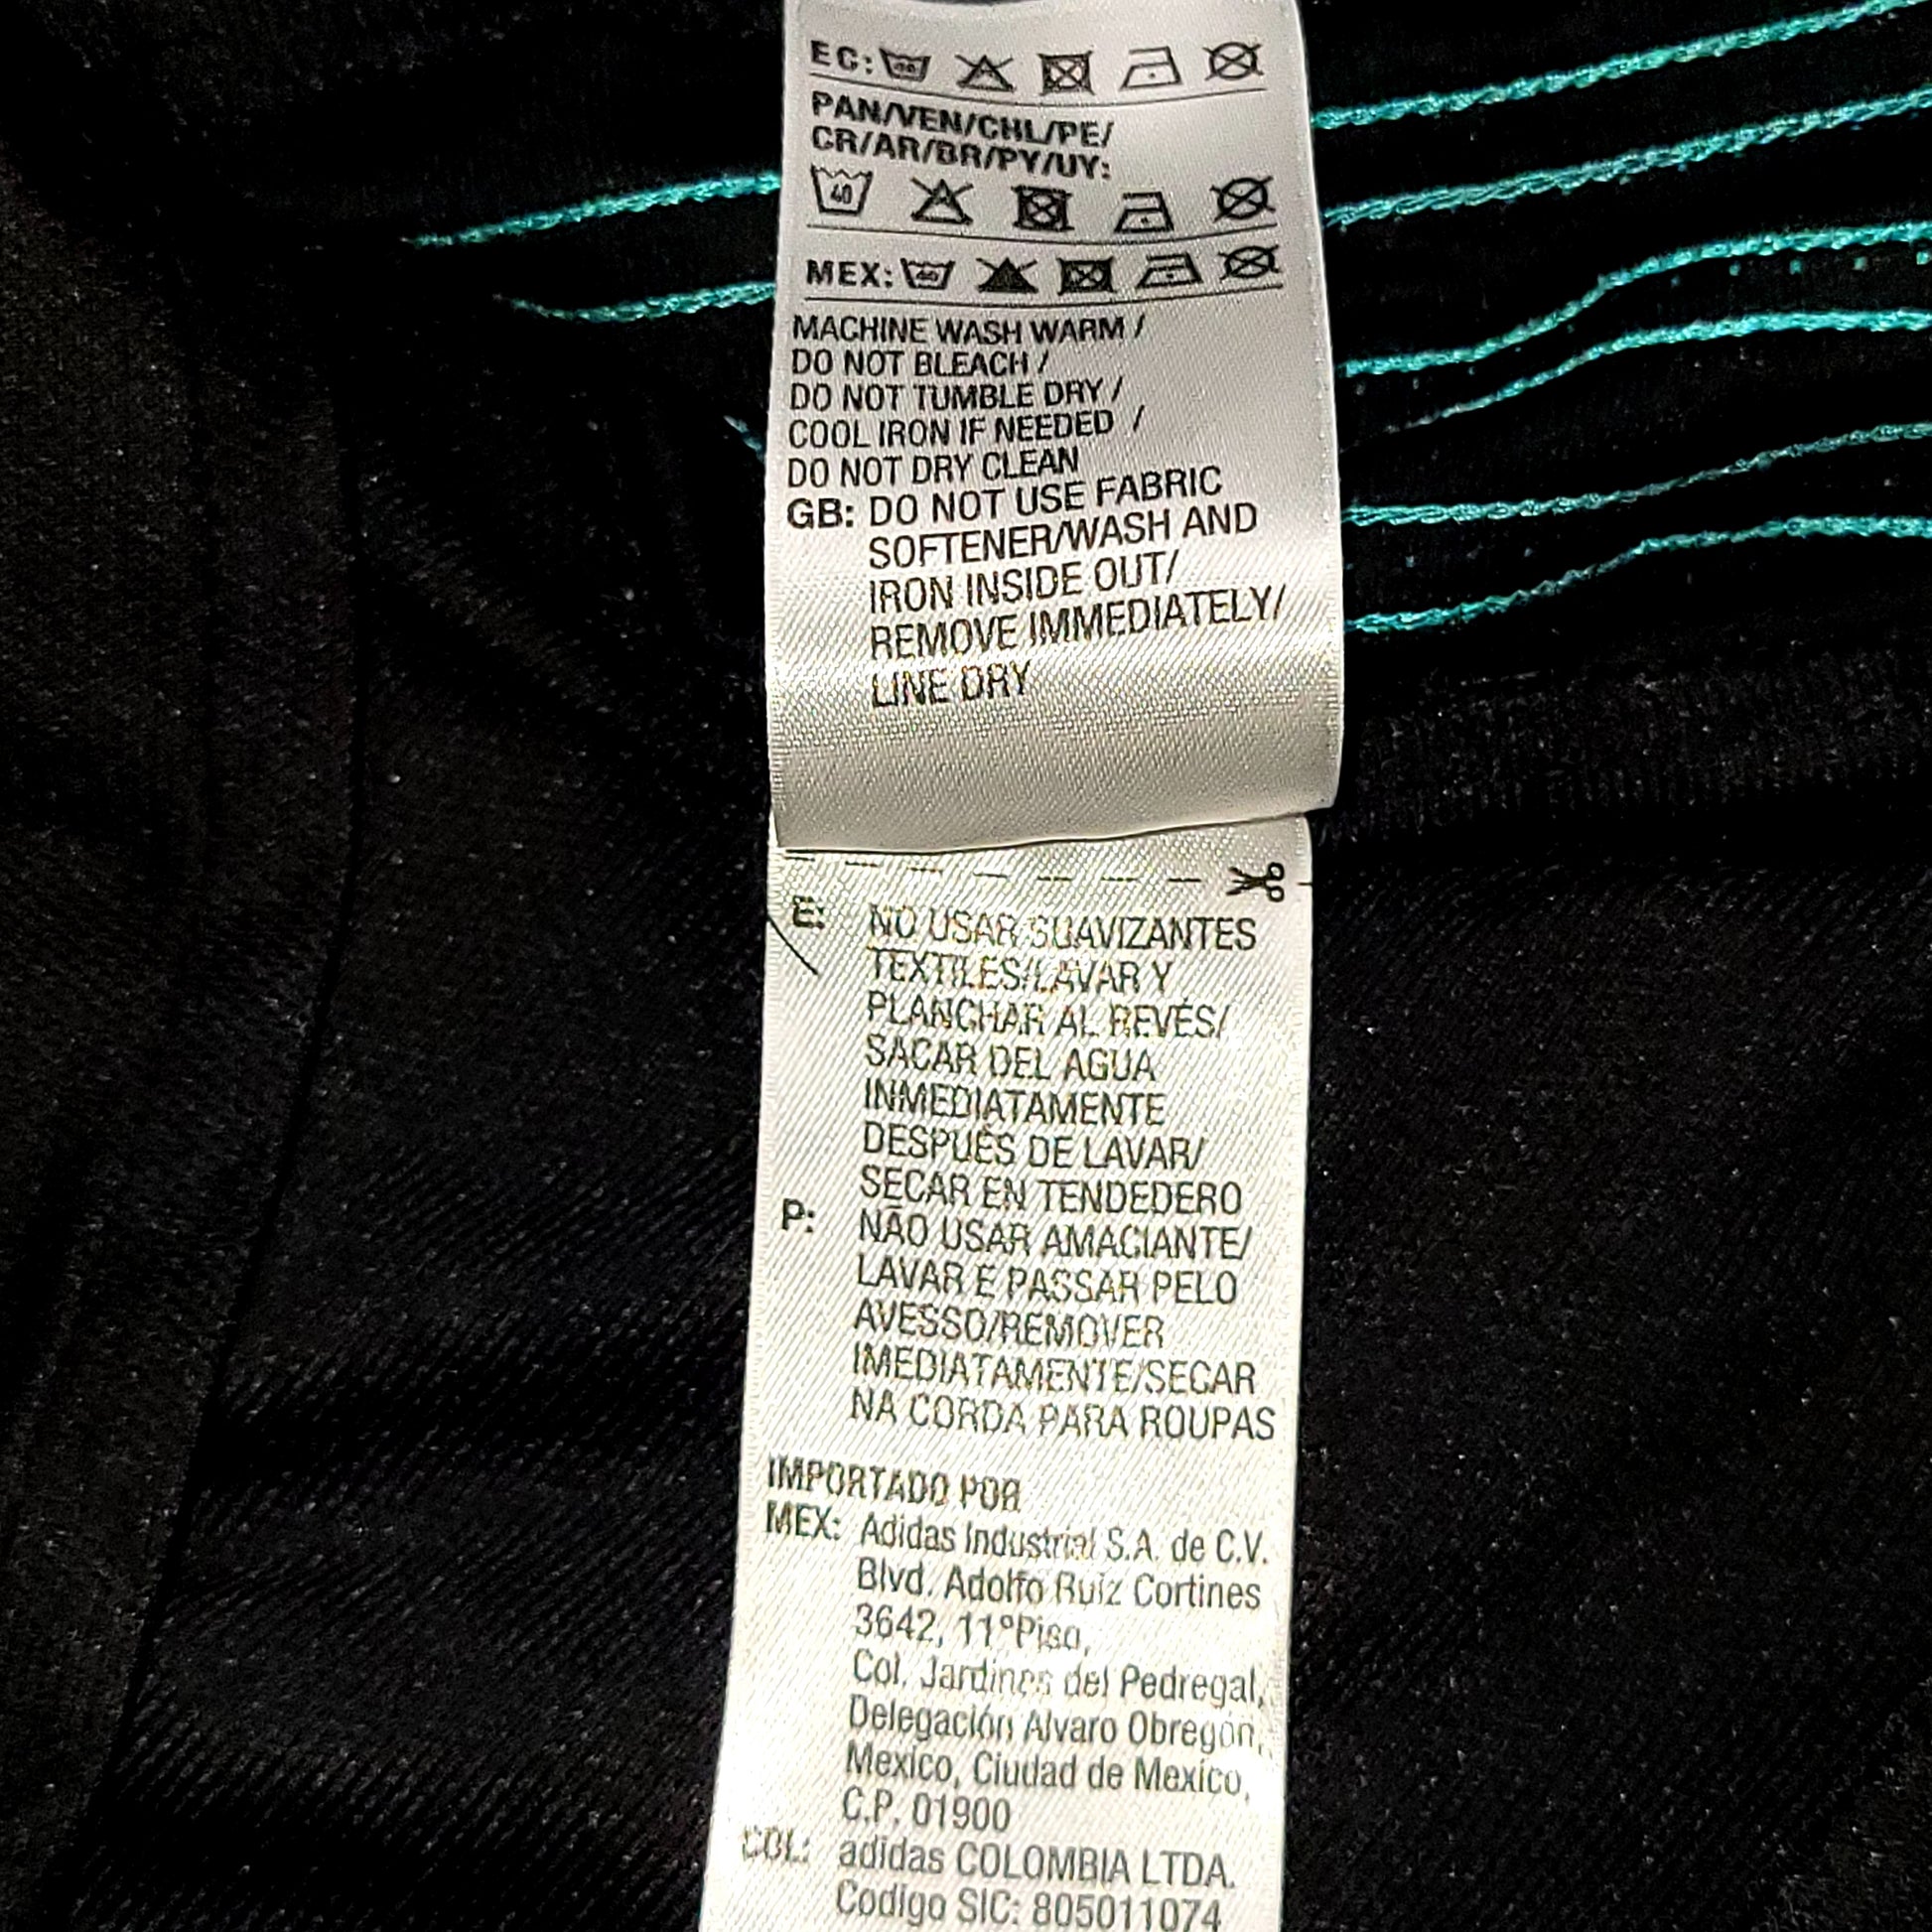 EC:
PAN/VEN/CHL/PE/
CR/AR/BR/PY/UY:
40
MEX: 40
MACHINE WASH WARM /
DO NOT BLEACH /
DO NOT TUMBLE DRY /
COOL IRON IF NEEDED /
DO NOT DRY CLEAN
GB: DO NOT USE FABRIC
SOFTENER/WASH AND
IRON INSIDE OUT/
REMOVE IMMEDIATELY/
LINE DRY
E: NO USAR SUAVIZANTES
TEXTILES/LAVAR Y
PLANCHAR AL REVÉS/
SACAR DEL AGUA
INMEDIATAMENTE
DESPUÉS DE LAVAR/
SECAR EN TENDEDERO
P: NÃO USAR AMACIANTE/
LAVAR E PASSAR PELO
AVESSO/REMOVER
IMEDIATAMENTE/SECAR
NA CORDA PARA ROUPAS
IMPORTADO POR
MEX: Adidas Industrial S.A. de C.V.
Blvd. Adolfo Ruiz Cortines
3642, 11°Piso,
Col. Jardines del Pedregal,
Delegación Alvaro Obregón,
Mexico, Ciudad de Mexico,
C.P. 01900
COL: adidas COLOMBIA LTDA.
Codigo SIC: 805011074